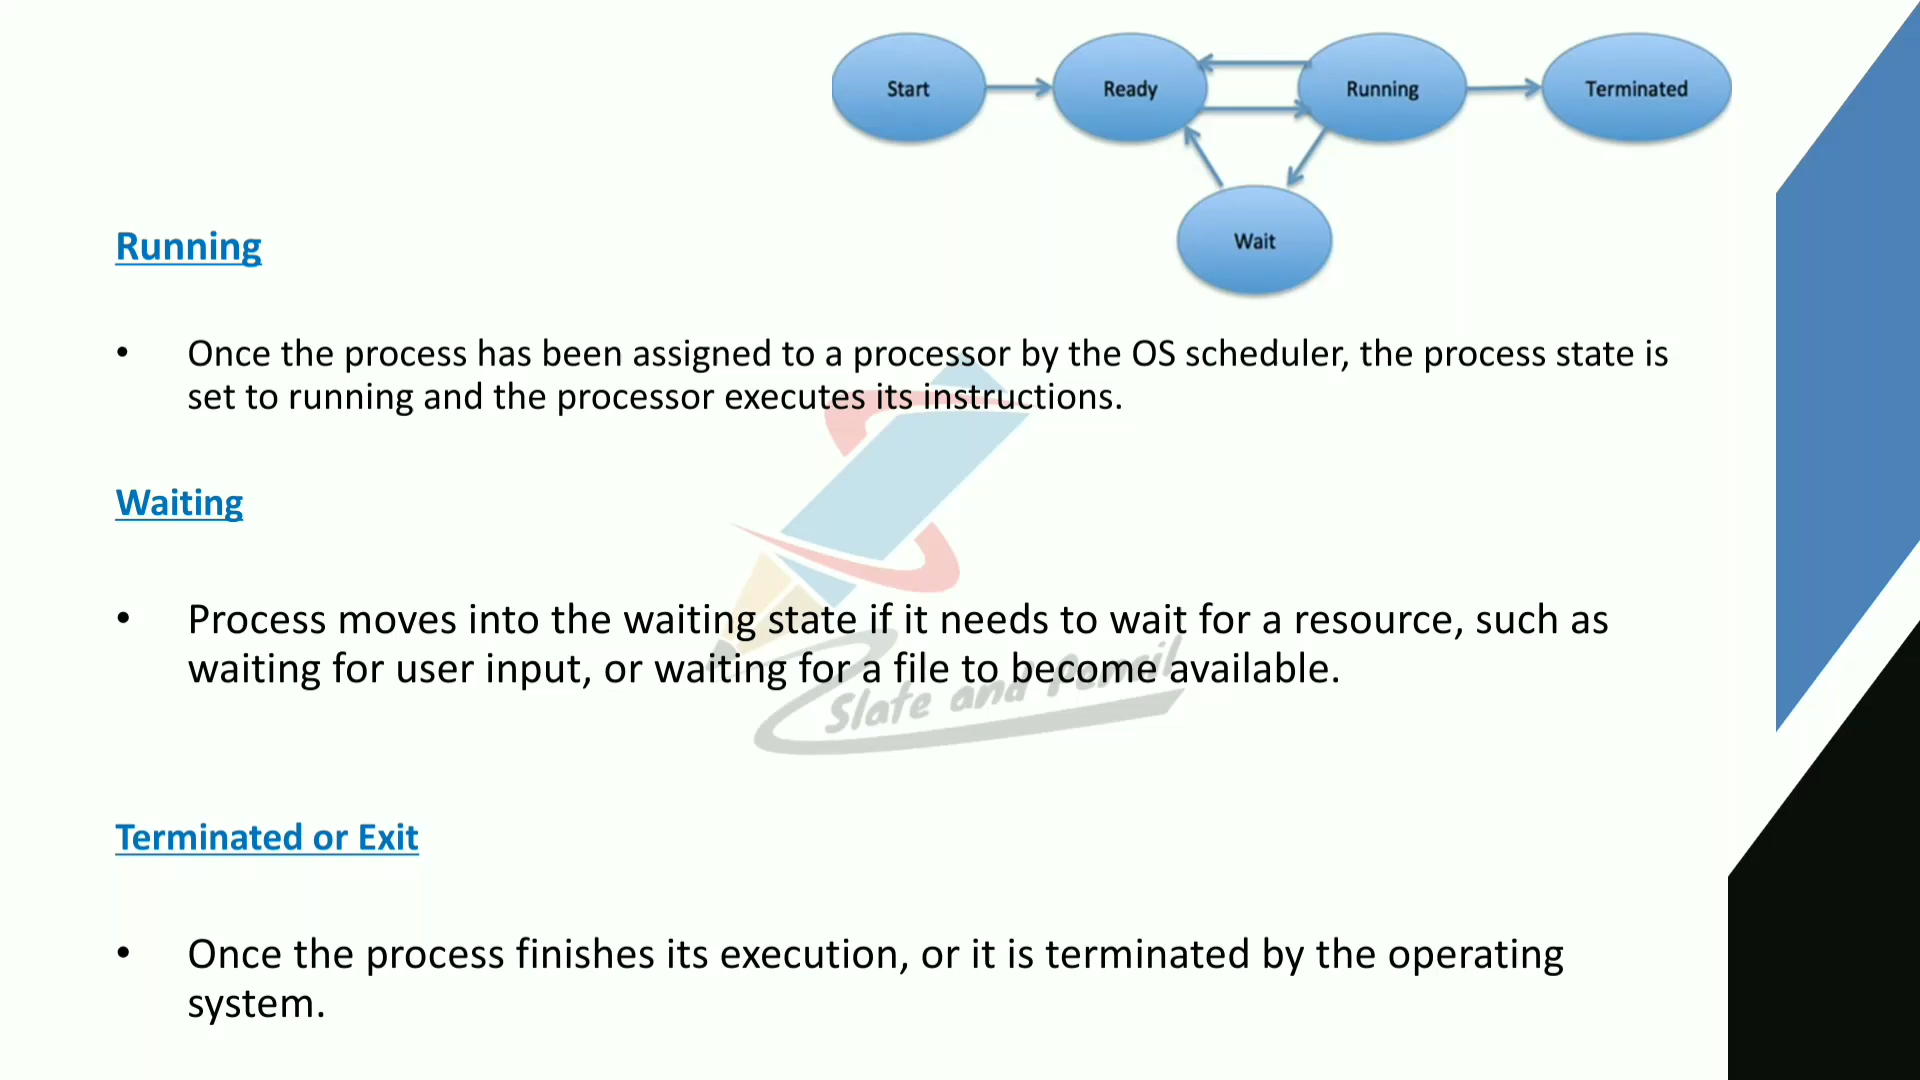 Start Ready Running Terminated
Wait
Running
• Once the process has been assigned to a processor by the OS scheduler, the process state is
set to running and the processor executes its instructions.
Waiting
• Process moves into the waiting state if it needs to wait for a resource, such as
waiting for user input, or waiting for a file to become available.
Slate and Pencil
Terminated or Exit
• Once the process finishes its execution, or it is terminated by the operating
system.